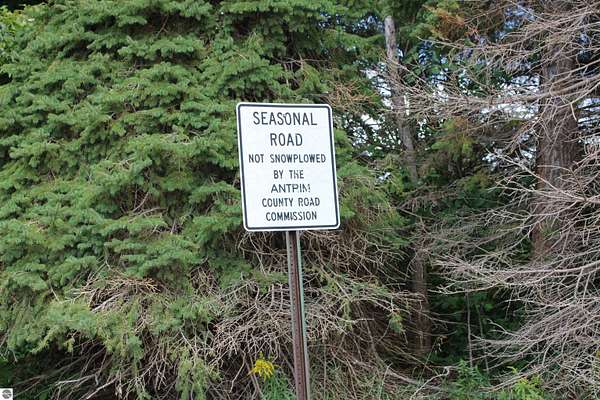 SEASONAL
ROAD
NOT SNOWPLOWED
BY THE
ANTRIM
COUNTY ROAD
COMMISSION